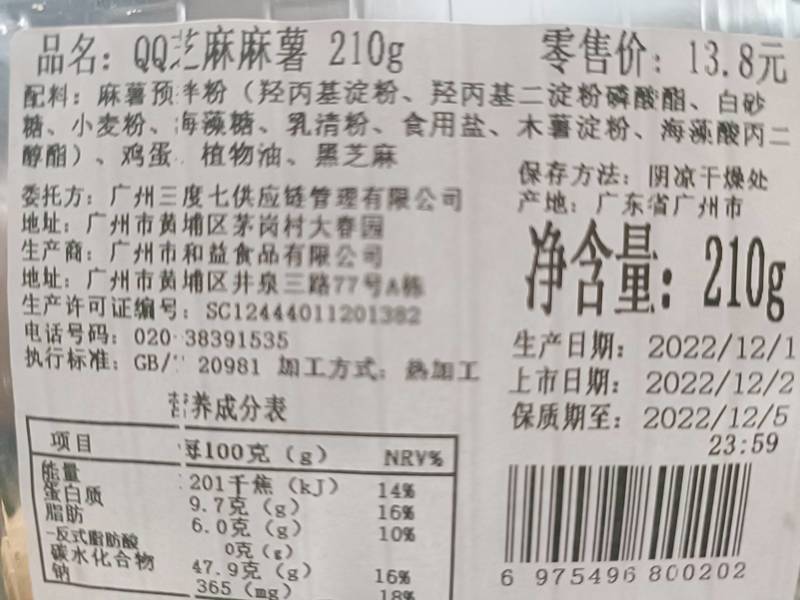 品名：QQ芝麻麻薯 210g
零售价：13.8元
配料：麻薯预拌粉（羟丙基淀粉、羟丙基二淀粉磷酸酯、白砂
糖、小麦粉、海藻糖、乳清粉、食用盐、木薯淀粉、海藻酸丙二
醇酯）、鸡蛋、植物油、黑芝麻
保存方法：阴凉干燥处
产地：广东省广州市
委托方：广州三度七供应链管理有限公司
地址：广州市黄埔区茅岗村大春园
生产商：广州市和益食品有限公司
地址：广州市黄埔区井泉三路77号A栋
生产许可证编号：SC12444011201382
电话号码：020-38391535
执行标准：GB/T 20981 加工方式：热加工
净含量：210g
生产日期：2022/12/1
上市日期：2022/12/2
保质期至：2022/12/5
23:59
营养成分表
项目 每100克（g） NRV%
能量 1201千焦（kJ） 14%
蛋白质 9.7克（g） 16%
脂肪 6.0克（g） 10%
-反式脂肪酸 0克（g）
碳水化合物 47.9克（g） 16%
钠 365（mg） 18%
6 975496 800202